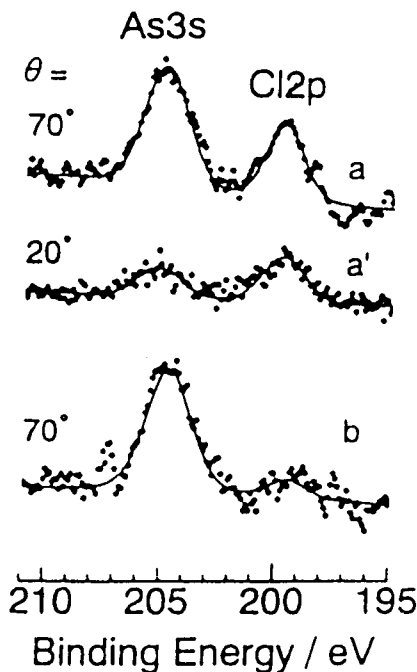 As3s
θ =
Cl2p
70°
a
20°
a'
70°
b
210 205 200 195
Binding Energy / eV